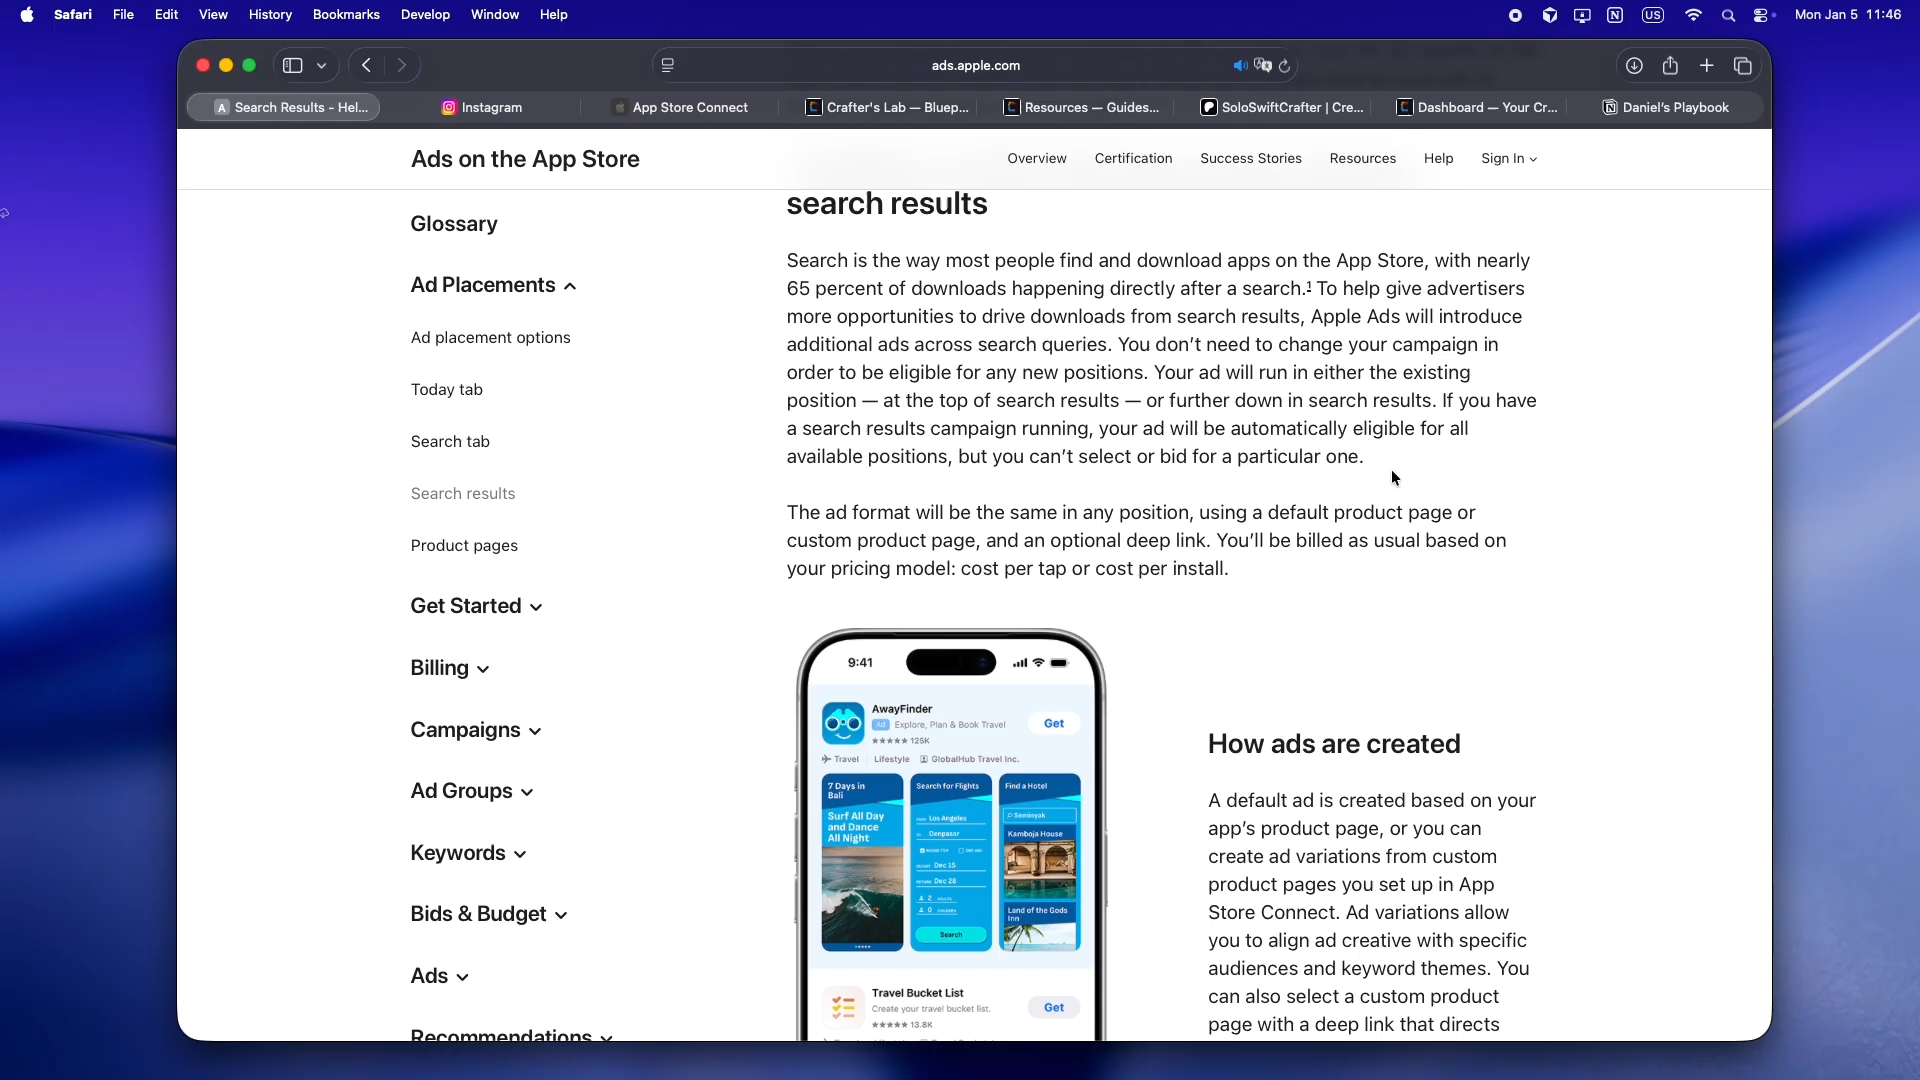 Safari File Edit View History Bookmarks Develop Window Help
US Mon Jan 5 11:46
ads.apple.com
Search Results - Hel...
Instagram
App Store Connect
Crafter's Lab — Bluep...
Resources — Guides...
SoloSwiftCrafter | Cre...
Dashboard — Your Cr...
Daniel's Playbook
Ads on the App Store
Overview Certification Success Stories Resources Help Sign In
Glossary
Ad Placements
Ad placement options
Today tab
Search tab
Search results
Product pages
Get Started
Billing
Campaigns
Ad Groups
Keywords
Bids & Budget
Ads
Recommendations
search results
Search is the way most people find and download apps on the App Store, with nearly
65 percent of downloads happening directly after a search.¹ To help give advertisers
more opportunities to drive downloads from search results, Apple Ads will introduce
additional ads across search queries. You don't need to change your campaign in
order to be eligible for any new positions. Your ad will run in either the existing
position — at the top of search results — or further down in search results. If you have
a search results campaign running, your ad will be automatically eligible for all
available positions, but you can't select or bid for a particular one.
The ad format will be the same in any position, using a default product page or
custom product page, and an optional deep link. You'll be billed as usual based on
your pricing model: cost per tap or cost per install.
9:41
AwayFinder
Ad Explore, Plan & Book Travel
Get
★★★★★ 125K
Travel Lifestyle GlobalHub Travel Inc.
7 Days in
Bali
Surf All Day
and Dance
All Night
Search for Flights
Los Angeles
Denpasar
Dec 15
Dec 28
2
0
Search
Find a Hotel
Seminyak
Kamboja House
Land of the Gods
Inn
Travel Bucket List
Create your travel bucket list.
Get
★★★★★ 13.8K
How ads are created
A default ad is created based on your
app's product page, or you can
create ad variations from custom
product pages you set up in App
Store Connect. Ad variations allow
you to align ad creative with specific
audiences and keyword themes. You
can also select a custom product
page with a deep link that directs